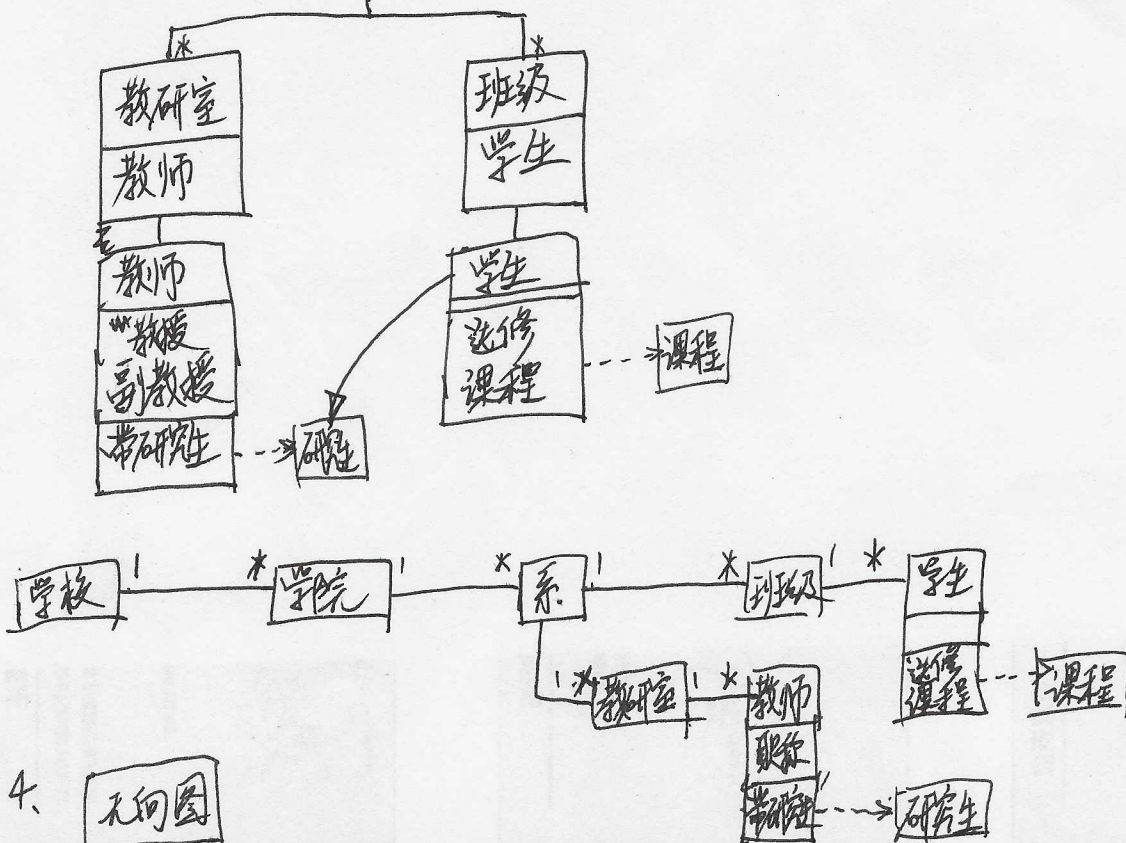 * *
教研室 班级
教师 学生
教师 学生
教授 选修
副教授 课程 课程
带研究生 研究生
学校 1 * 学院 1 * 系 1 * 班级 1 * 学生
选修
课程 课程
1 * 教研室 1 * 教师
职称
带研究生 研究生
4、 无向图